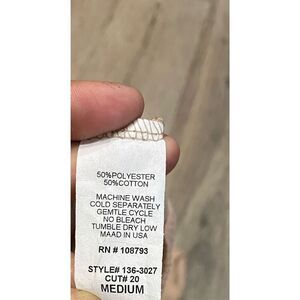 50%POLYESTER
50%COTTON
MACHINE WASH
COLD SEPARATELY
GEMTLE CYCLE
NO BLEACH
TUMBLE DRY LOW
MAAD IN USA
RN # 108793
STYLE# 136-3027
CUT# 20
MEDIUM